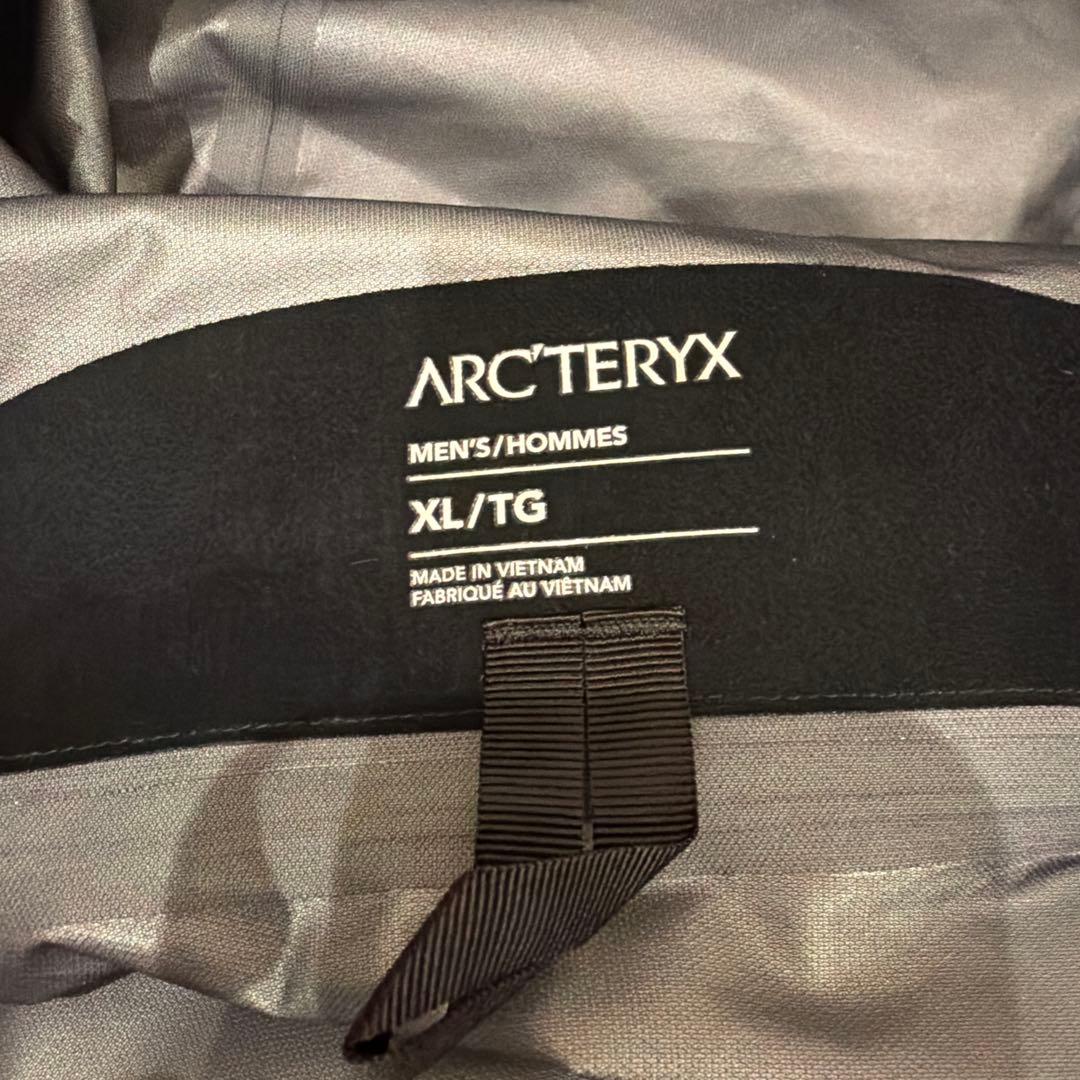 ARC'TERYX
MEN'S/HOMMES
XL/TG
MADE IN VIETNAM
FABRIQUÉ AU VIÊTNAM